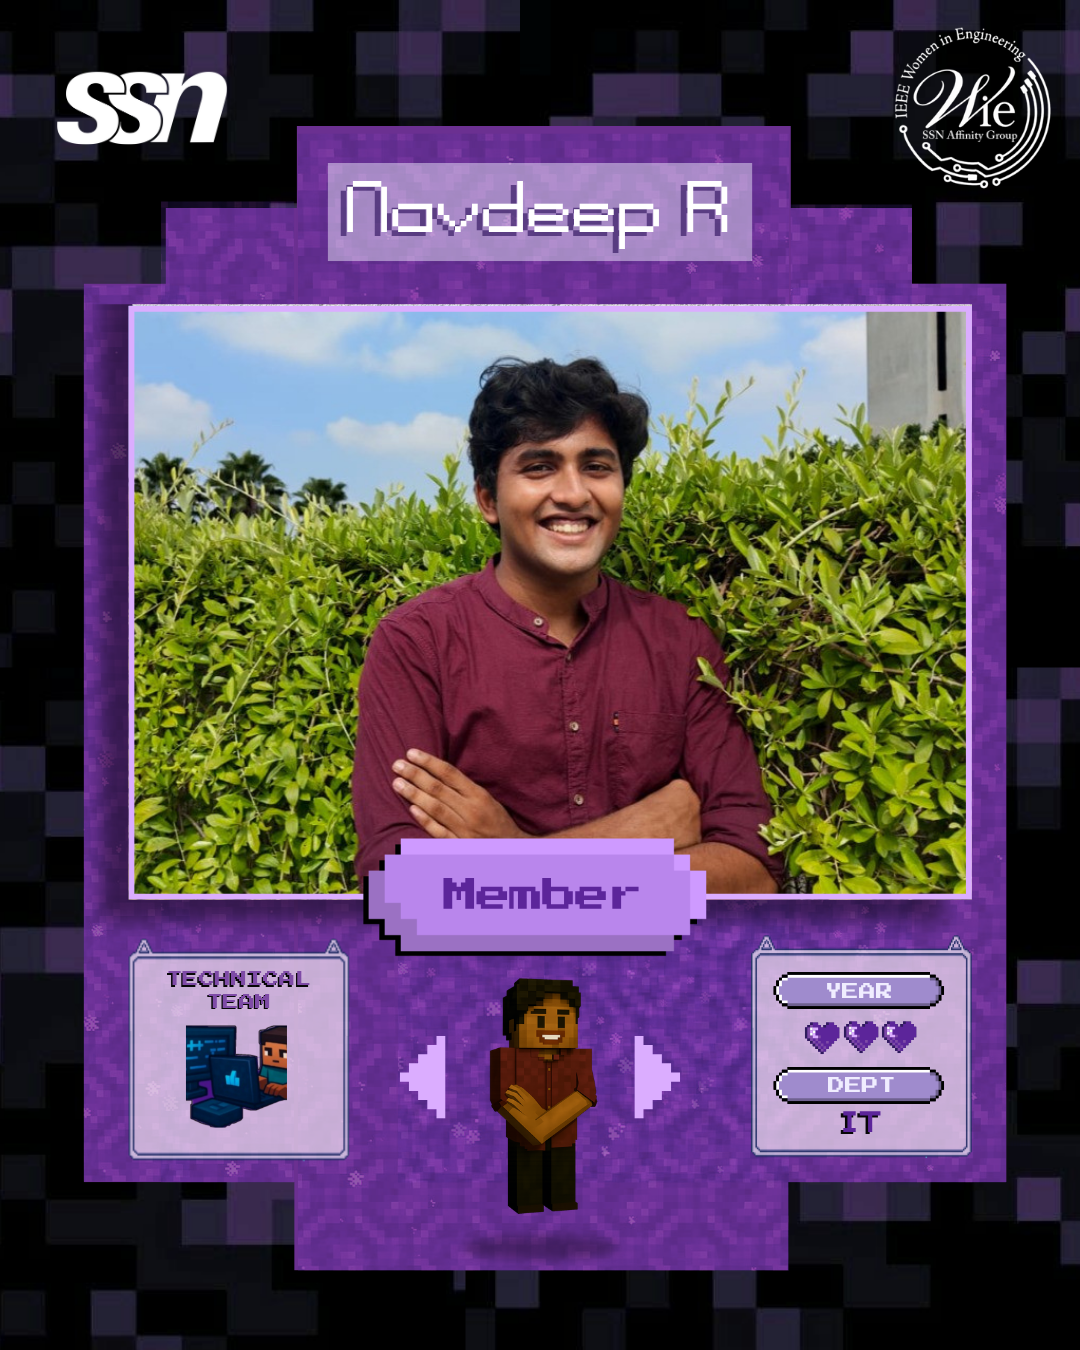 ssn
IEEE Women in Engineering
Wie
SSN Affinity Group
Navdeep R
Member
TECHNICAL
TEAM
YEAR
DEPT
IT